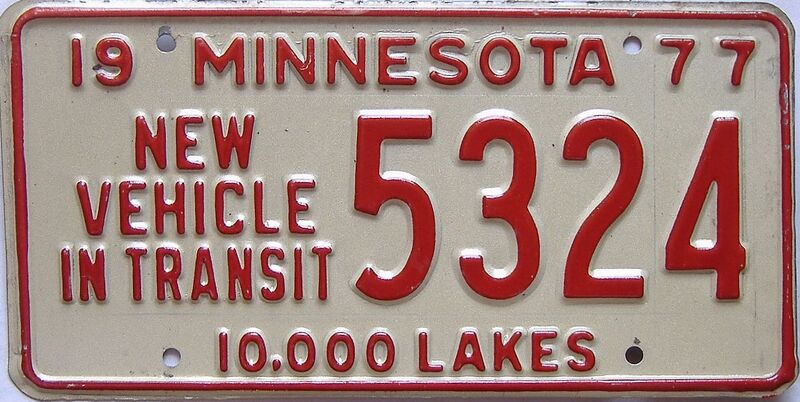 19 MINNESOTA 77
NEW
VEHICLE
IN TRANSIT
5324
10,000 LAKES